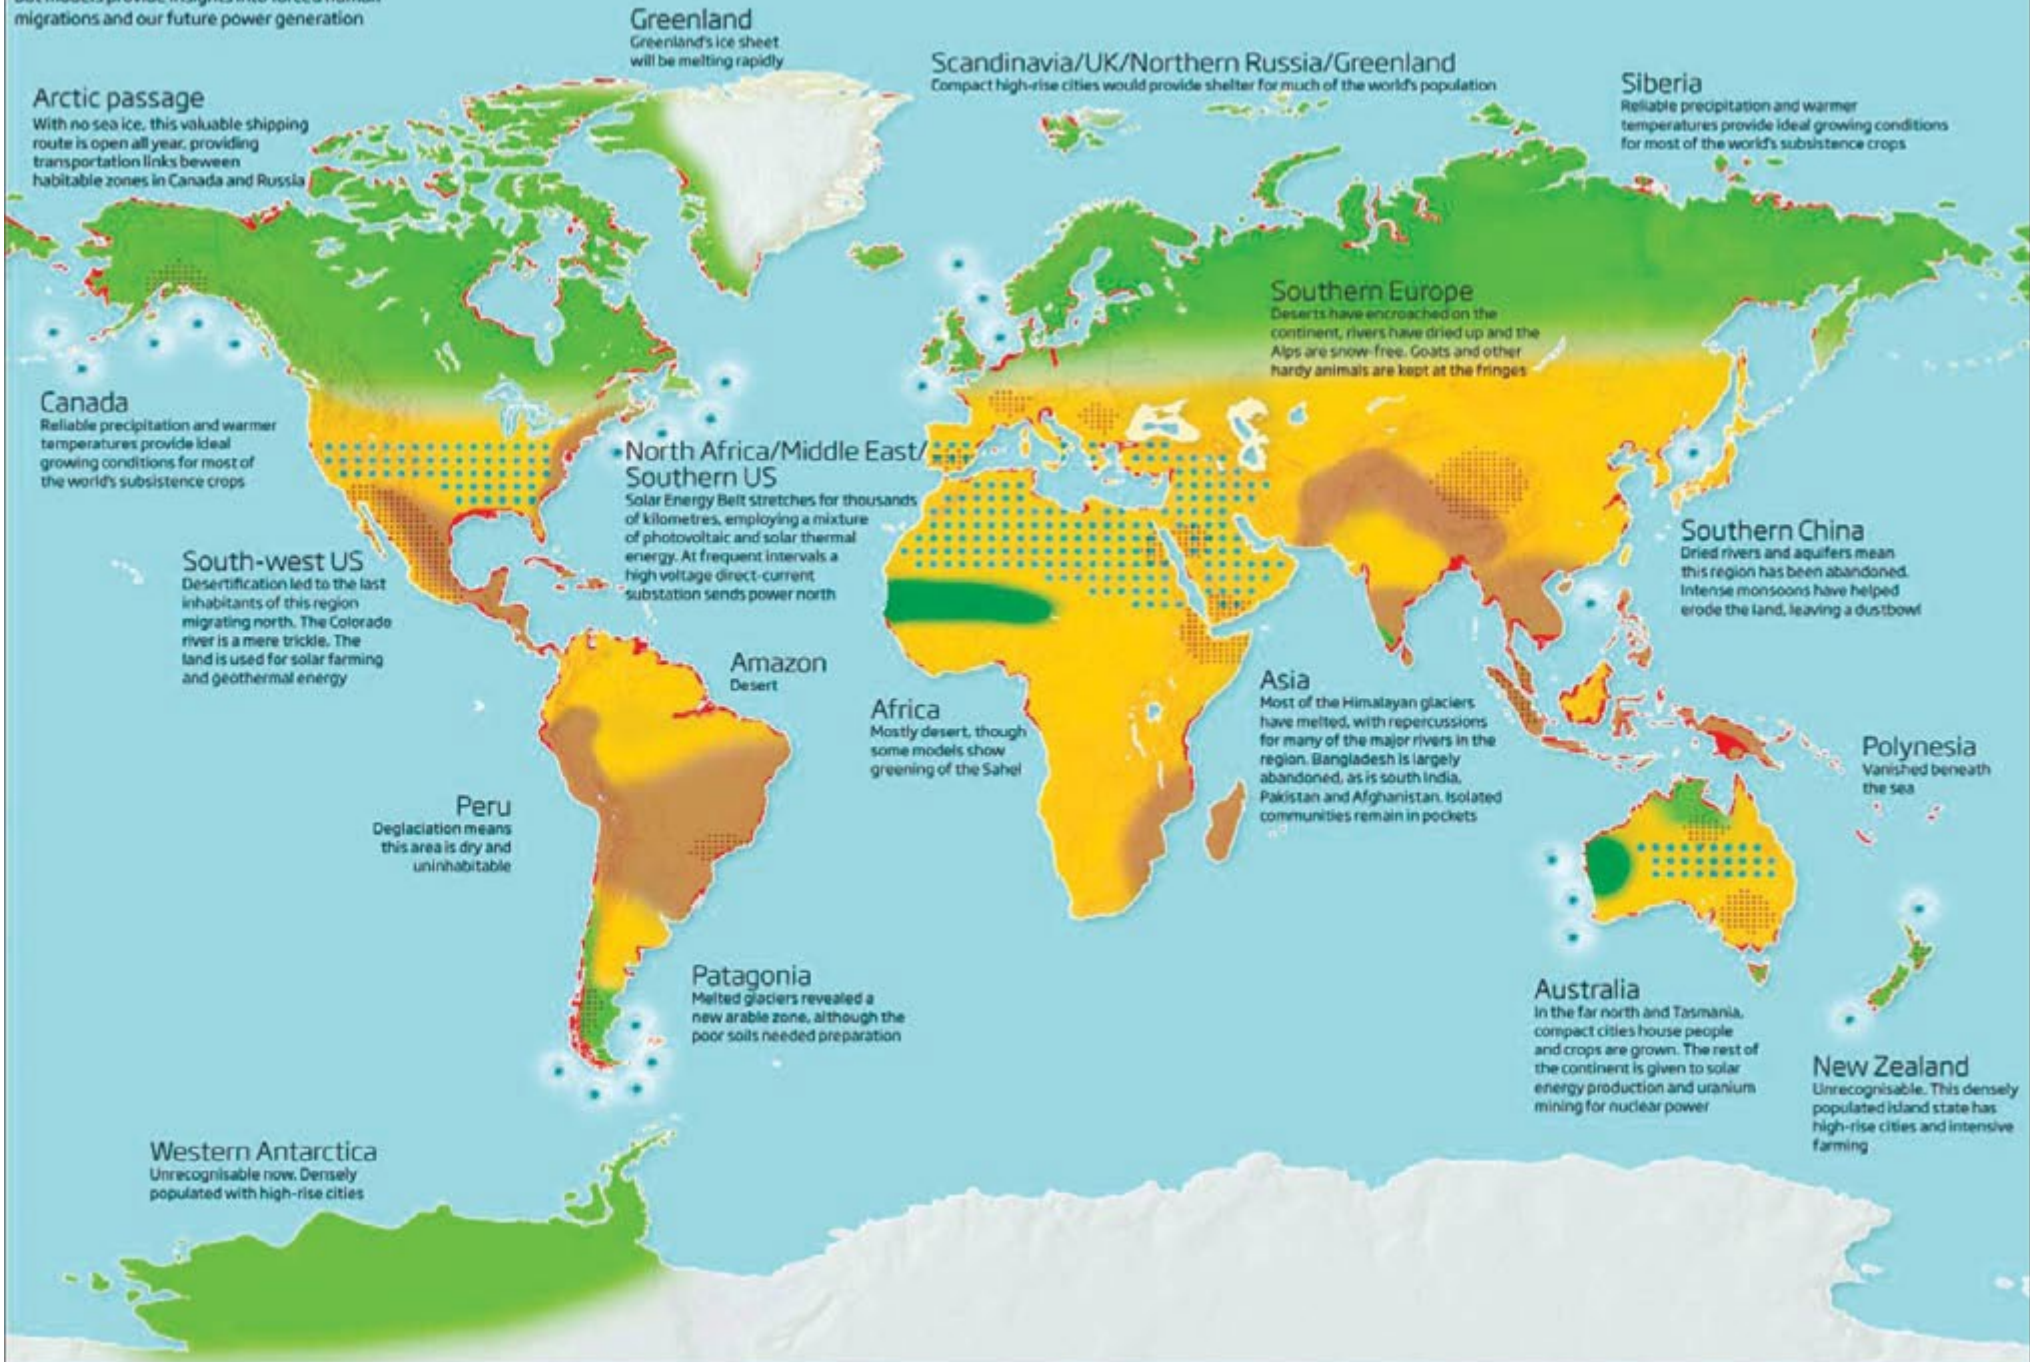 migrations and our future power generation
Greenland
Greenland's ice sheet
will be melting rapidly
Scandinavia/UK/Northern Russia/Greenland
Compact high-rise cities would provide shelter for much of the world's population
Siberia
Reliable precipitation and warmer
temperatures provide ideal growing conditions
for most of the world's subsistence crops
Arctic passage
With no sea ice, this valuable shipping
route is open all year, providing
transportation links beween
habitable zones in Canada and Russia
Southern Europe
Deserts have encroached on the
continent, rivers have dried up and the
Alps are snow-free. Goats and other
hardy animals are kept at the fringes
Canada
Reliable precipitation and warmer
temperatures provide ideal
growing conditions for most of
the world's subsistence crops
North Africa/Middle East/
Southern US
Solar Energy Belt stretches for thousands
of kilometres, employing a mixture
of photovoltaic and solar thermal
energy. At frequent intervals a
high voltage direct-current
substation sends power north
Southern China
Dried rivers and aquifers mean
this region has been abandoned.
Intense monsoons have helped
erode the land, leaving a dustbowl
South-west US
Desertification led to the last
inhabitants of this region
migrating north. The Colorado
river is a mere trickle. The
land is used for solar farming
and geothermal energy
Amazon
Desert
Africa
Mostly desert, though
some models show
greening of the Sahel
Asia
Most of the Himalayan glaciers
have melted, with repercussions
for many of the major rivers in the
region. Bangladesh is largely
abandoned, as is south India,
Pakistan and Afghanistan. Isolated
communities remain in pockets
Polynesia
Vanished beneath
the sea
Peru
Deglaciation means
this area is dry and
uninhabitable
Patagonia
Melted glaciers revealed a
new arable zone, although the
poor soils needed preparation
Australia
In the far north and Tasmania,
compact cities house people
and crops are grown. The rest of
the continent is given to solar
energy production and uranium
mining for nuclear power
New Zealand
Unrecognisable. This densely
populated island state has
high-rise cities and intensive
farming
Western Antarctica
Unrecognisable now. Densely
populated with high-rise cities